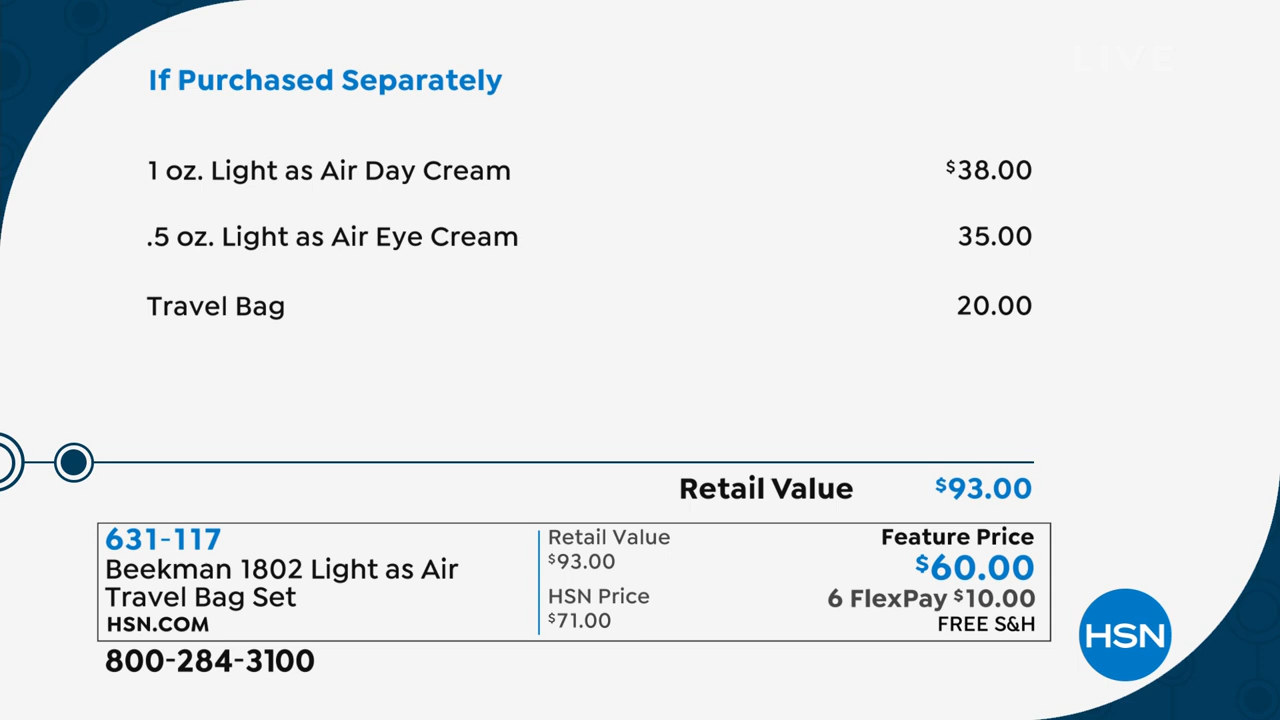 LIVE
If Purchased Separately
1 oz. Light as Air Day Cream $38.00
.5 oz. Light as Air Eye Cream 35.00
Travel Bag 20.00
Retail Value $93.00
631-117
Beekman 1802 Light as Air
Travel Bag Set
HSN.COM
Retail Value
$93.00
HSN Price
$71.00
Feature Price
$60.00
6 FlexPay $10.00
FREE S&H
800-284-3100
HSN